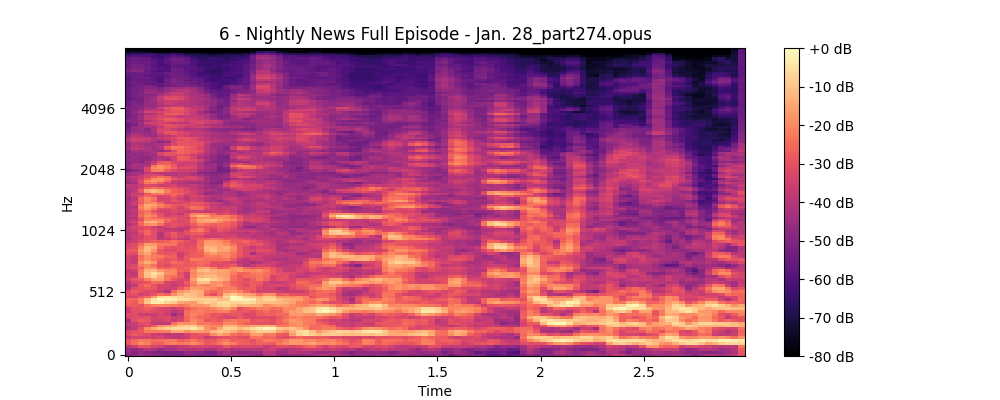 6 - Nightly News Full Episode - Jan. 28_part274.opus
Hz
4096
2048
1024
512
0
0
0.5
1
1.5
2
2.5
Time
+0 dB
-10 dB
-20 dB
-30 dB
-40 dB
-50 dB
-60 dB
-70 dB
-80 dB